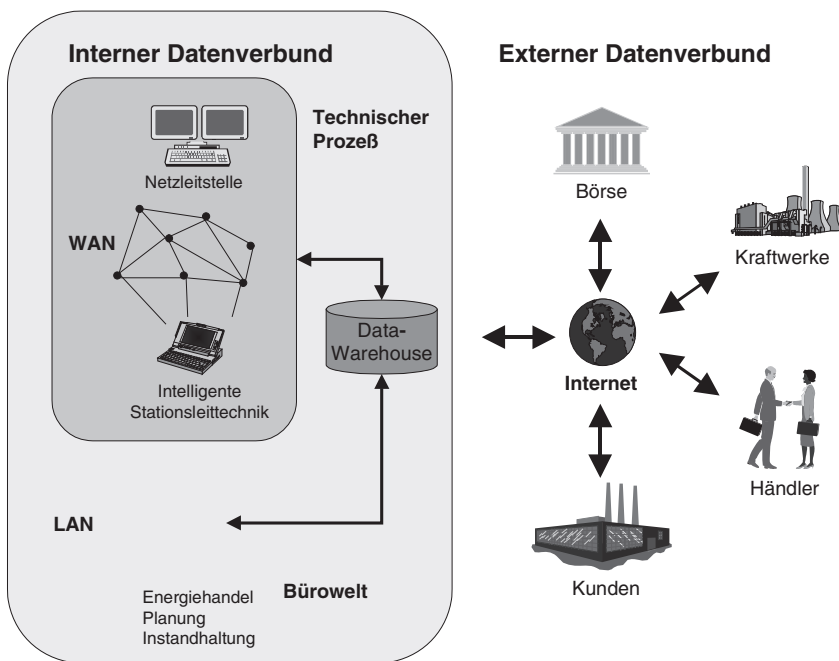 Interner Datenverbund
Technischer
Prozeß
Netzleitstelle
WAN
Intelligente
Stationsleittechnik
Data-
Warehouse
LAN
Bürowelt
Energiehandel
Planung
Instandhaltung
Externer Datenverbund
Börse
Kraftwerke
Internet
Händler
Kunden